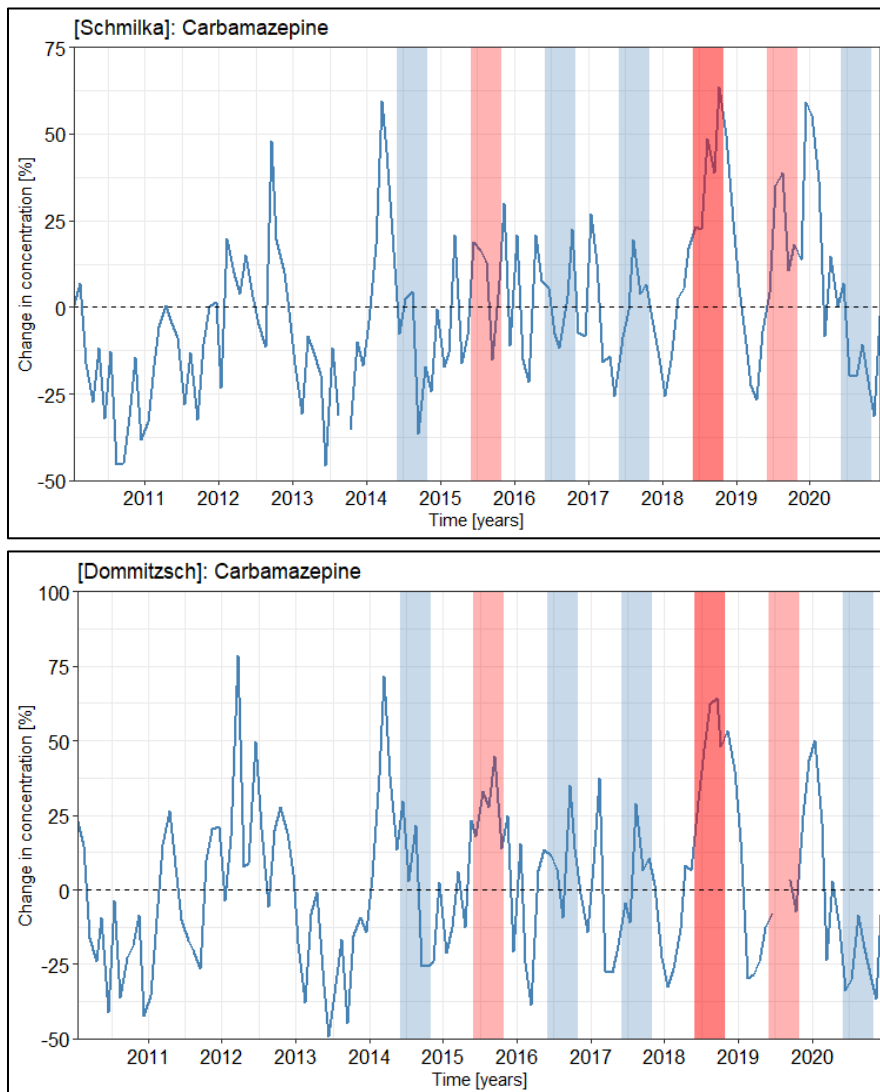 [Schmilka]: Carbamazepine
75
50
25
0
-25
-50
Change in concentration [%]
2011 2012 2013 2014 2015 2016 2017 2018 2019 2020
Time [years]
[Dommitzsch]: Carbamazepine
100
75
50
25
0
-25
-50
Change in concentration [%]
2011 2012 2013 2014 2015 2016 2017 2018 2019 2020
Time [years]